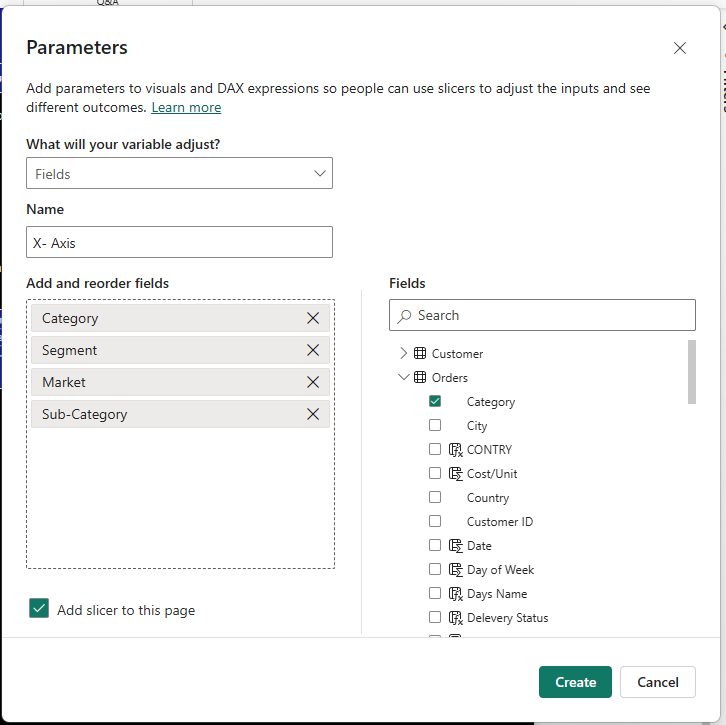 Q&A
Parameters
Add parameters to visuals and DAX expressions so people can use slicers to adjust the inputs and see
different outcomes. Learn more
What will your variable adjust?
Fields
Name
X- Axis
Add and reorder fields
Category
Segment
Market
Sub-Category
Add slicer to this page
Fields
Search
Customer
Orders
Category
City
CONTRY
Cost/Unit
Country
Customer ID
Date
Day of Week
Days Name
Delevery Status
Create
Cancel